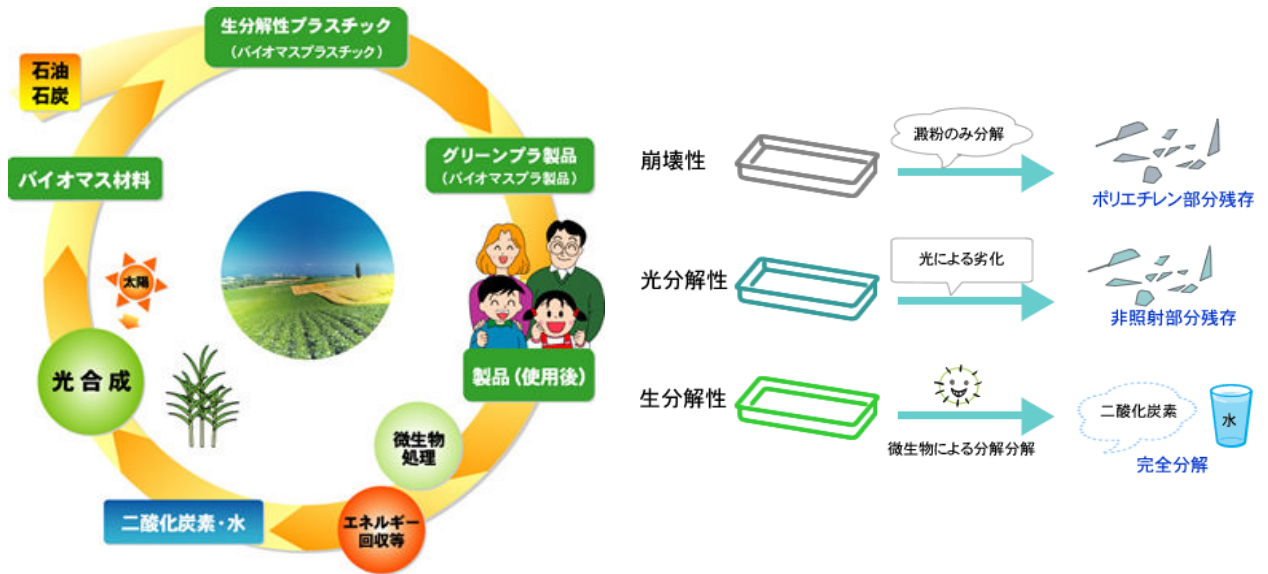 生分解性プラスチック
（バイオマスプラスチック）
石油
石炭
バイオマス材料
グリーンプラ製品
（バイオマスプラ製品）
太陽
光合成
製品（使用後）
微生物
処理
エネルギー
回収等
二酸化炭素・水
崩壊性
澱粉のみ分解
ポリエチレン部分残存
光分解性
光による劣化
非照射部分残存
生分解性
微生物による分解分解
二酸化炭素
水
完全分解